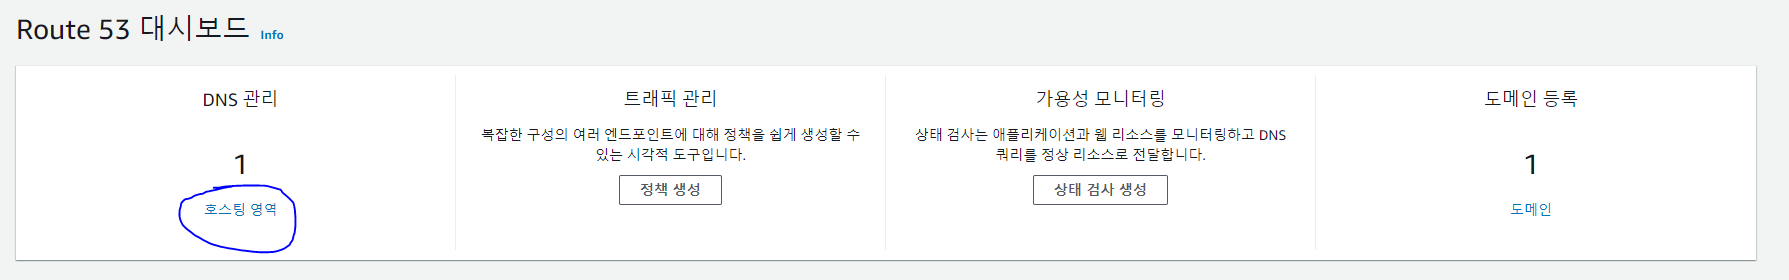 Route 53 대시보드 Info
DNS 관리
1
호스팅 영역
트래픽 관리
복잡한 구성의 여러 엔드포인트에 대해 정책을 쉽게 생성할 수
있는 시각적 도구입니다.
정책 생성
가용성 모니터링
상태 검사는 애플리케이션과 웹 리소스를 모니터링하고 DNS
쿼리를 정상 리소스로 전달합니다.
상태 검사 생성
도메인 등록
1
도메인